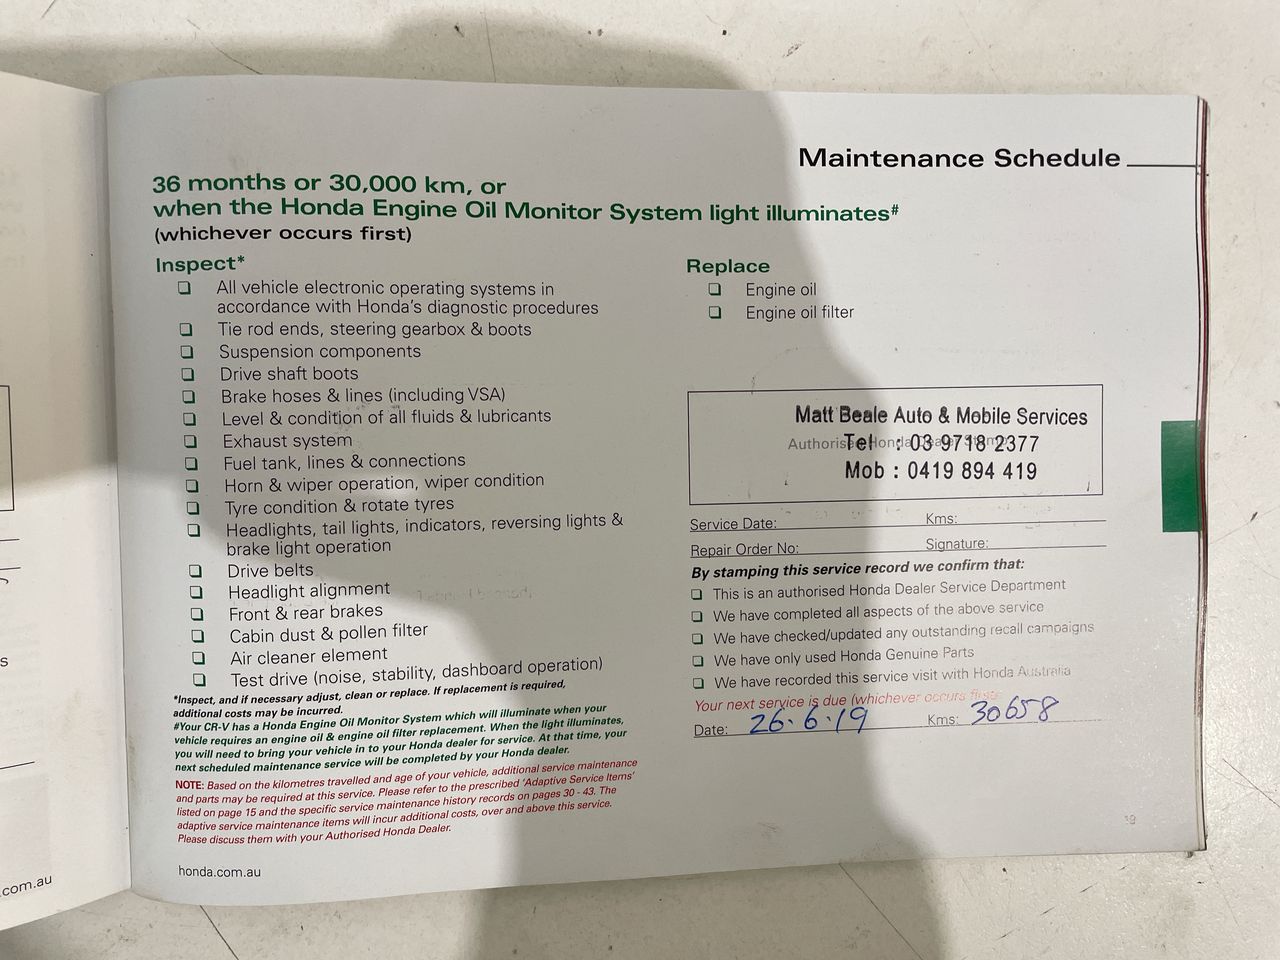 Maintenance Schedule
36 months or 30,000 km, or
when the Honda Engine Oil Monitor System light illuminates#
(whichever occurs first)
Inspect*
❏ All vehicle electronic operating systems in
accordance with Honda's diagnostic procedures
❏ Tie rod ends, steering gearbox & boots
❏ Suspension components
❏ Drive shaft boots
❏ Brake hoses & lines (including VSA)
❏ Level & condition of all fluids & lubricants
❏ Exhaust system
❏ Fuel tank, lines & connections
❏ Horn & wiper operation, wiper condition
❏ Tyre condition & rotate tyres
❏ Headlights, tail lights, indicators, reversing lights &
brake light operation
❏ Drive belts
❏ Headlight alignment
❏ Front & rear brakes
❏ Cabin dust & pollen filter
❏ Air cleaner element
❏ Test drive (noise, stability, dashboard operation)
*Inspect, and if necessary adjust, clean or replace. If replacement is required,
additional costs may be incurred.
#Your CR-V has a Honda Engine Oil Monitor System which will illuminate when your
vehicle requires an engine oil & engine oil filter replacement. When the light illuminates,
you will need to bring your vehicle in to your Honda dealer for service. At that time, your
next scheduled maintenance service will be completed by your Honda dealer.
NOTE: Based on the kilometres travelled and age of your vehicle, additional service maintenance
and parts may be required at this service. Please refer to the prescribed 'Adaptive Service Items'
listed on page 15 and the specific service maintenance history records on pages 30 - 43. The
adaptive service maintenance items will incur additional costs, over and above this service.
Please discuss them with your Authorised Honda Dealer.
honda.com.au
Replace
❏ Engine oil
❏ Engine oil filter
Matt Beale Auto & Mobile Services
Authorised Honda Dealer Stamp
Tel : 03 9718 2377
Mob : 0419 894 419
Service Date: Kms:
Repair Order No: Signature:
By stamping this service record we confirm that:
❏ This is an authorised Honda Dealer Service Department
❏ We have completed all aspects of the above service
❏ We have checked/updated any outstanding recall campaigns
❏ We have only used Honda Genuine Parts
❏ We have recorded this service visit with Honda Australia
Your next service is due (whichever occurs first)
Date: 26.6.19 Kms: 30658
19
.com.au